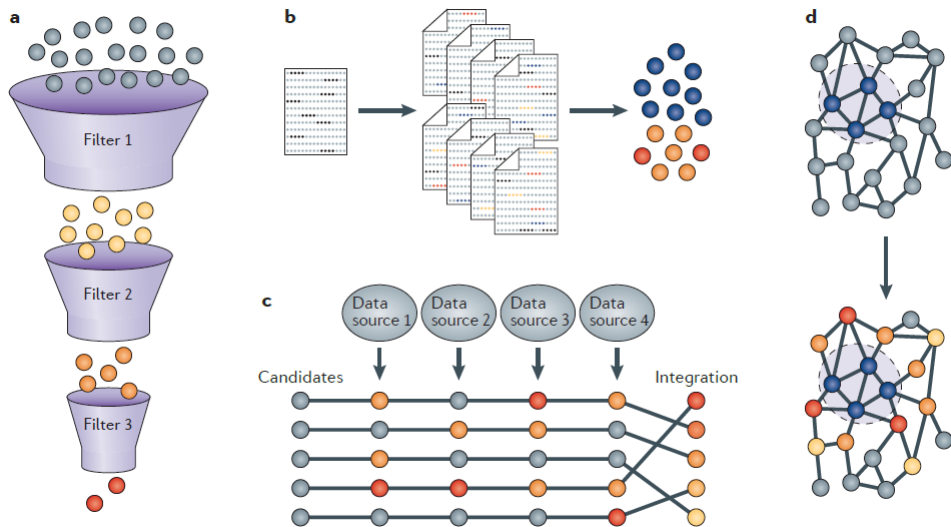 a
Filter 1
Filter 2
Filter 3
b
c
Data
source 1
Data
source 2
Data
source 3
Data
source 4
Candidates
Integration
d